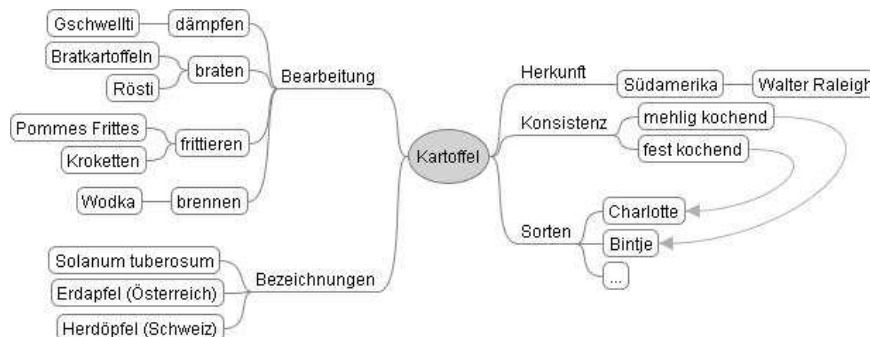 Gschwellti
dämpfen
Bratkartoffeln
braten
Rösti
Bearbeitung
Pommes Frittes
frittieren
Kroketten
Wodka
brennen
Solanum tuberosum
Bezeichnungen
Erdapfel (Österreich)
Herdöpfel (Schweiz)
Kartoffel
Herkunft
Südamerika
Walter Raleigh
Konsistenz
mehlig kochend
fest kochend
Sorten
Charlotte
Bintje
...